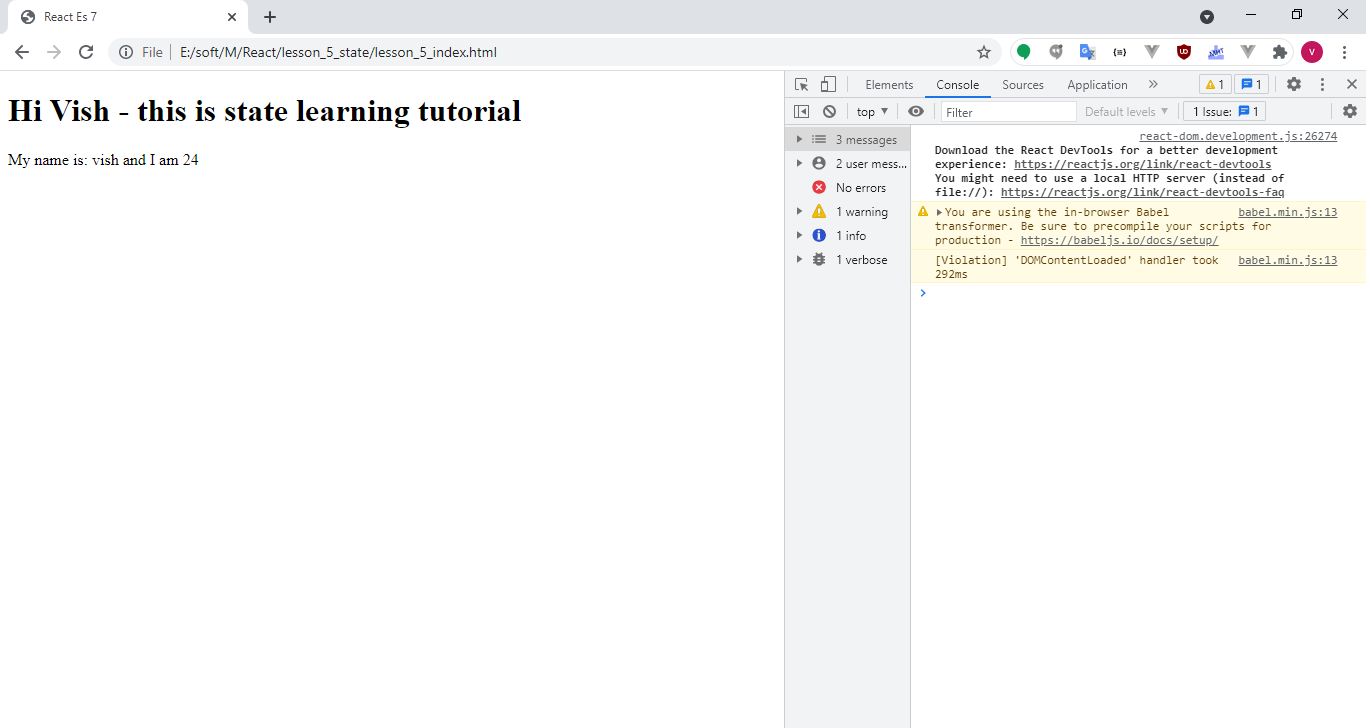 React Es 7
File
E:/soft/M/React/lesson_5_state/lesson_5_index.html
V
Hi Vish - this is state learning tutorial
My name is: vish and I am 24
Elements Console Sources Application » 1 1
top Filter Default levels 1 Issue: 1
3 messages
2 user mess...
No errors
1 warning
1 info
1 verbose
react-dom.development.js:26274
Download the React DevTools for a better development
experience: https://reactjs.org/link/react-devtools
You might need to use a local HTTP server (instead of
file://): https://reactjs.org/link/react-devtools-faq
You are using the in-browser Babel babel.min.js:13
transformer. Be sure to precompile your scripts for
production - https://babeljs.io/docs/setup/
[Violation] 'DOMContentLoaded' handler took babel.min.js:13
292ms